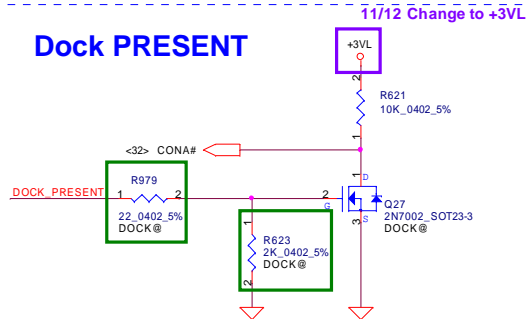 11/12 Change to +3VL
Dock PRESENT
+3VL
2
R621
10K_0402_5%
1
<32> CONA#
R979
DOCK_PRESENT
1
2
22_0402_5%
DOCK@
1
D
2
G
Q27
2N7002_SOT23-3
DOCK@
S
3
1
R623
2K_0402_5%
DOCK@
2